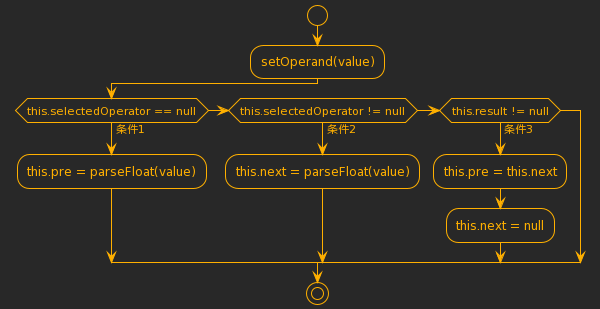 setOperand(value)
this.selectedOperator == null
this.selectedOperator != null
this.result != null
条件1
条件2
条件3
this.pre = parseFloat(value)
this.next = parseFloat(value)
this.pre = this.next
this.next = null